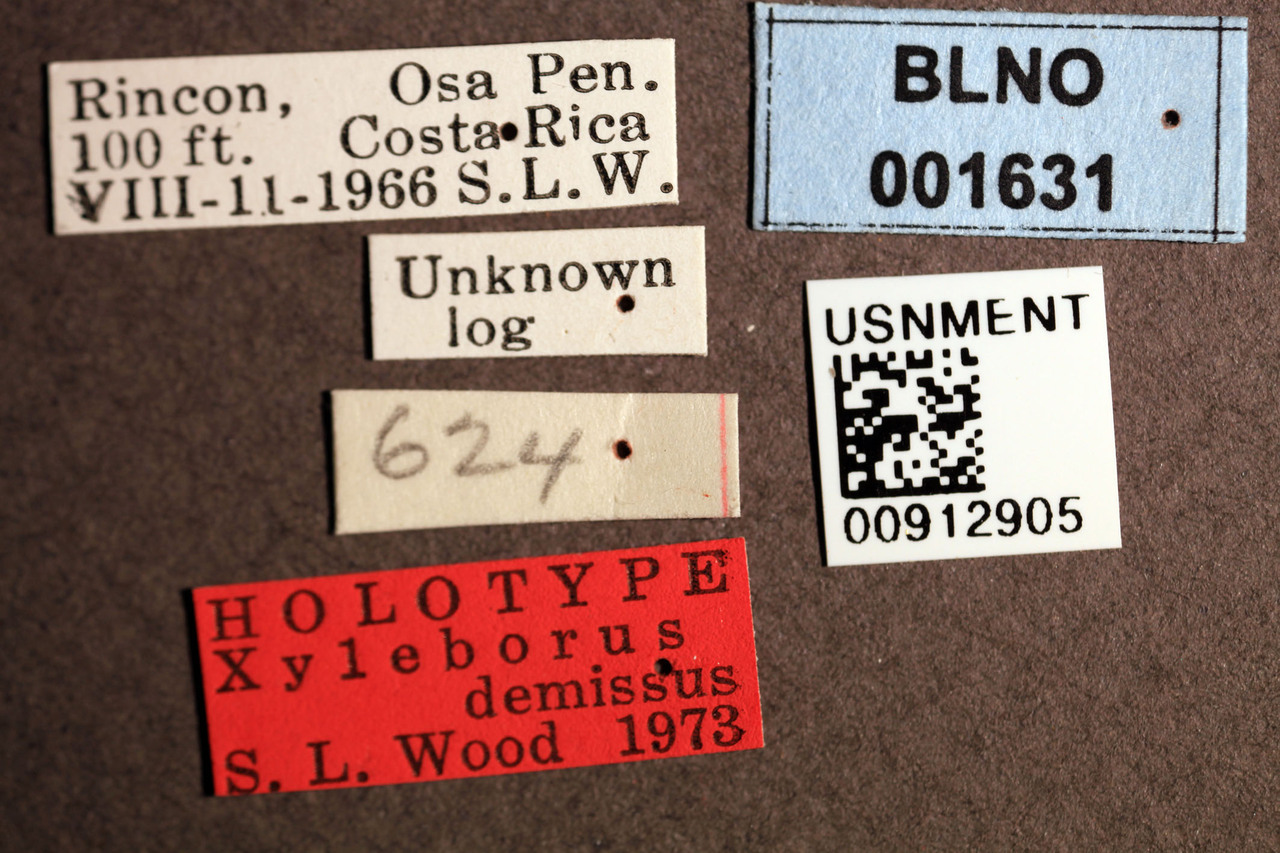 Rincon, Osa Pen.
100 ft. Costa Rica
VIII-11-1966 S.L.W.
Unknown
log
624
HOLOTYPE
Xyleborus
demissus
S. L. Wood 1973
BLNO
001631
USNMENT
00912905